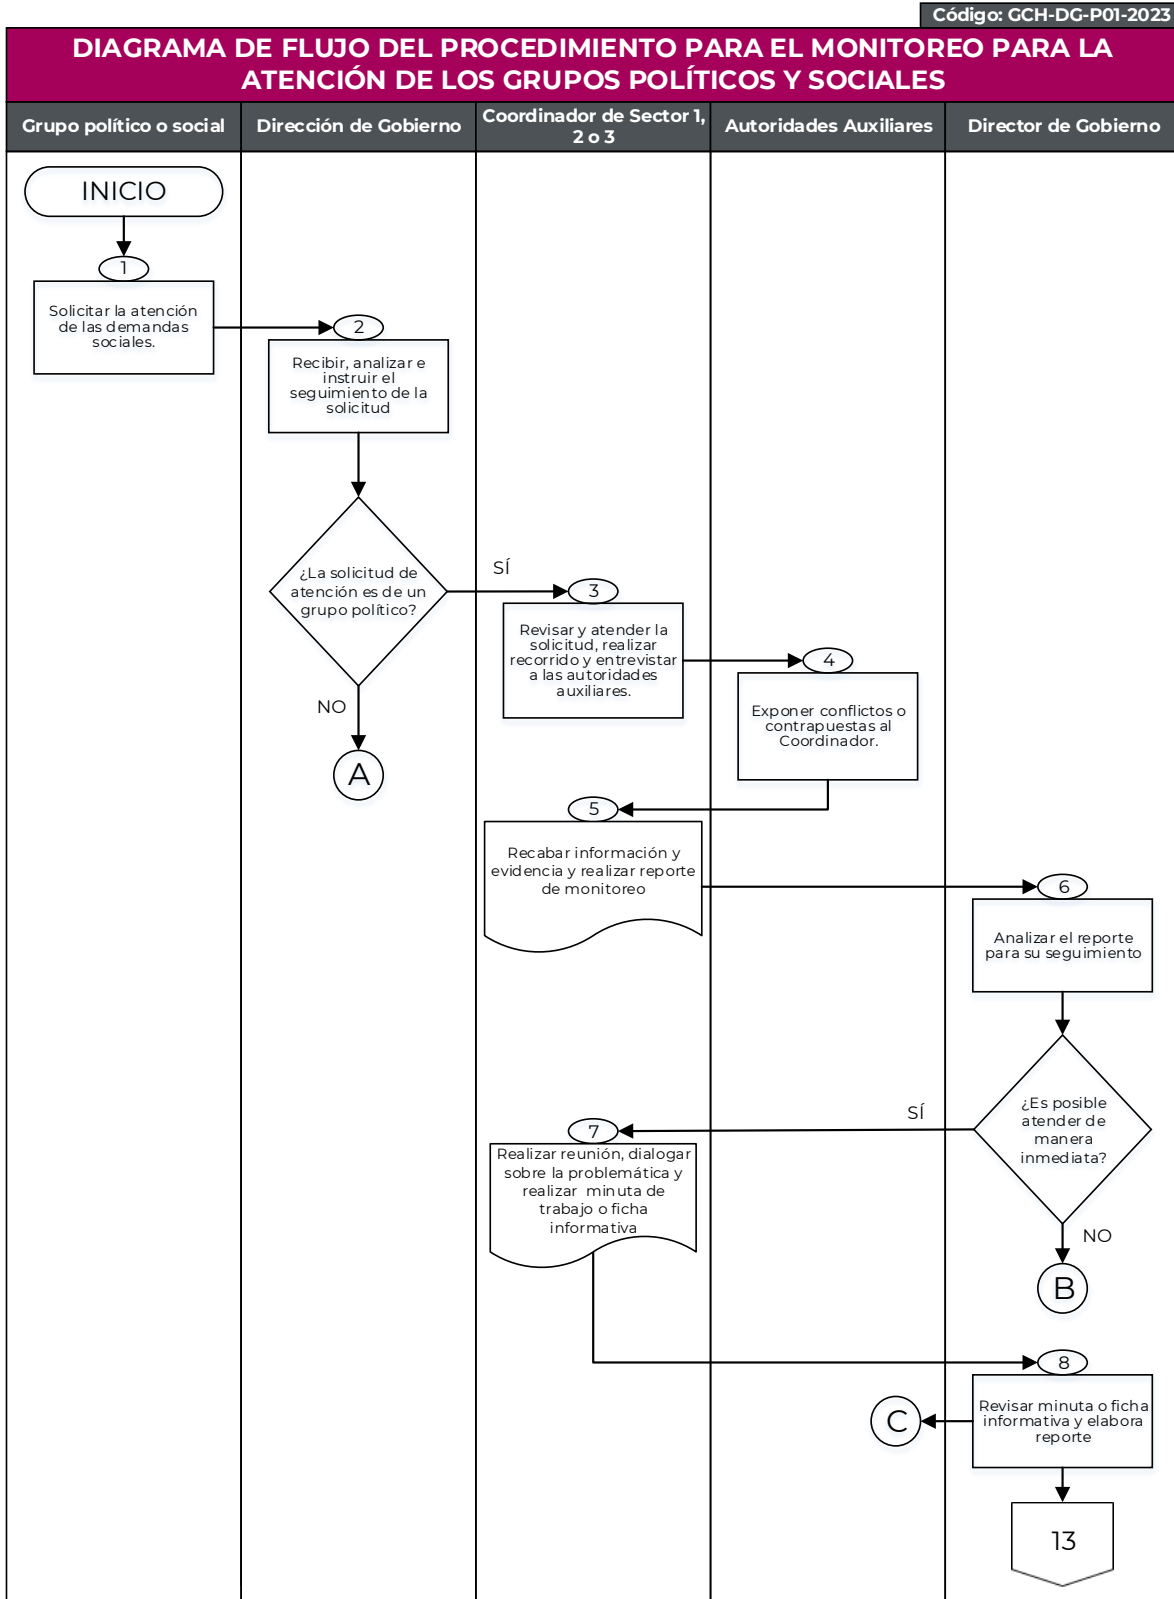 Código: GCH-DG-P01-2023
DIAGRAMA DE FLUJO DEL PROCEDIMIENTO PARA EL MONITOREO PARA LA
ATENCIÓN DE LOS GRUPOS POLÍTICOS Y SOCIALES
Grupo político o social
Dirección de Gobierno
Coordinador de Sector 1,
2 o 3
Autoridades Auxiliares
Director de Gobierno
INICIO
1
Solicitar la atención
de las demandas
sociales.
2
Recibir, analizar e
instruir el
seguimiento de la
solicitud
¿La solicitud de
atención es de un
grupo político?
SÍ
NO
A
3
Revisar y atender la
solicitud, realizar
recorrido y entrevistar
a las autoridades
auxiliares.
4
Exponer conflictos o
contrapuestas al
Coordinador.
5
Recabar información y
evidencia y realizar reporte
de monitoreo
6
Analizar el reporte
para su seguimiento
¿Es posible
atender de
manera
inmediata?
SÍ
NO
B
7
Realizar reunión, dialogar
sobre la problemática y
realizar minuta de
trabajo o ficha
informativa
8
Revisar minuta o ficha
informativa y elabora
reporte
C
13